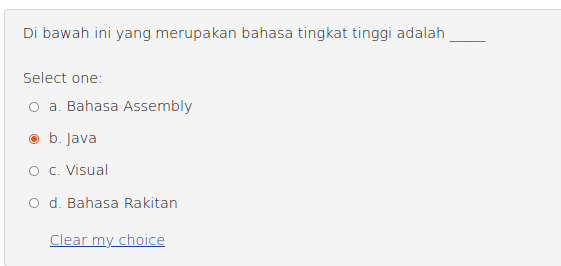 Di bawah ini yang merupakan bahasa tingkat tinggi adalah _____
Select one:
a. Bahasa Assembly
b. Java
c. Visual
d. Bahasa Rakitan
Clear my choice